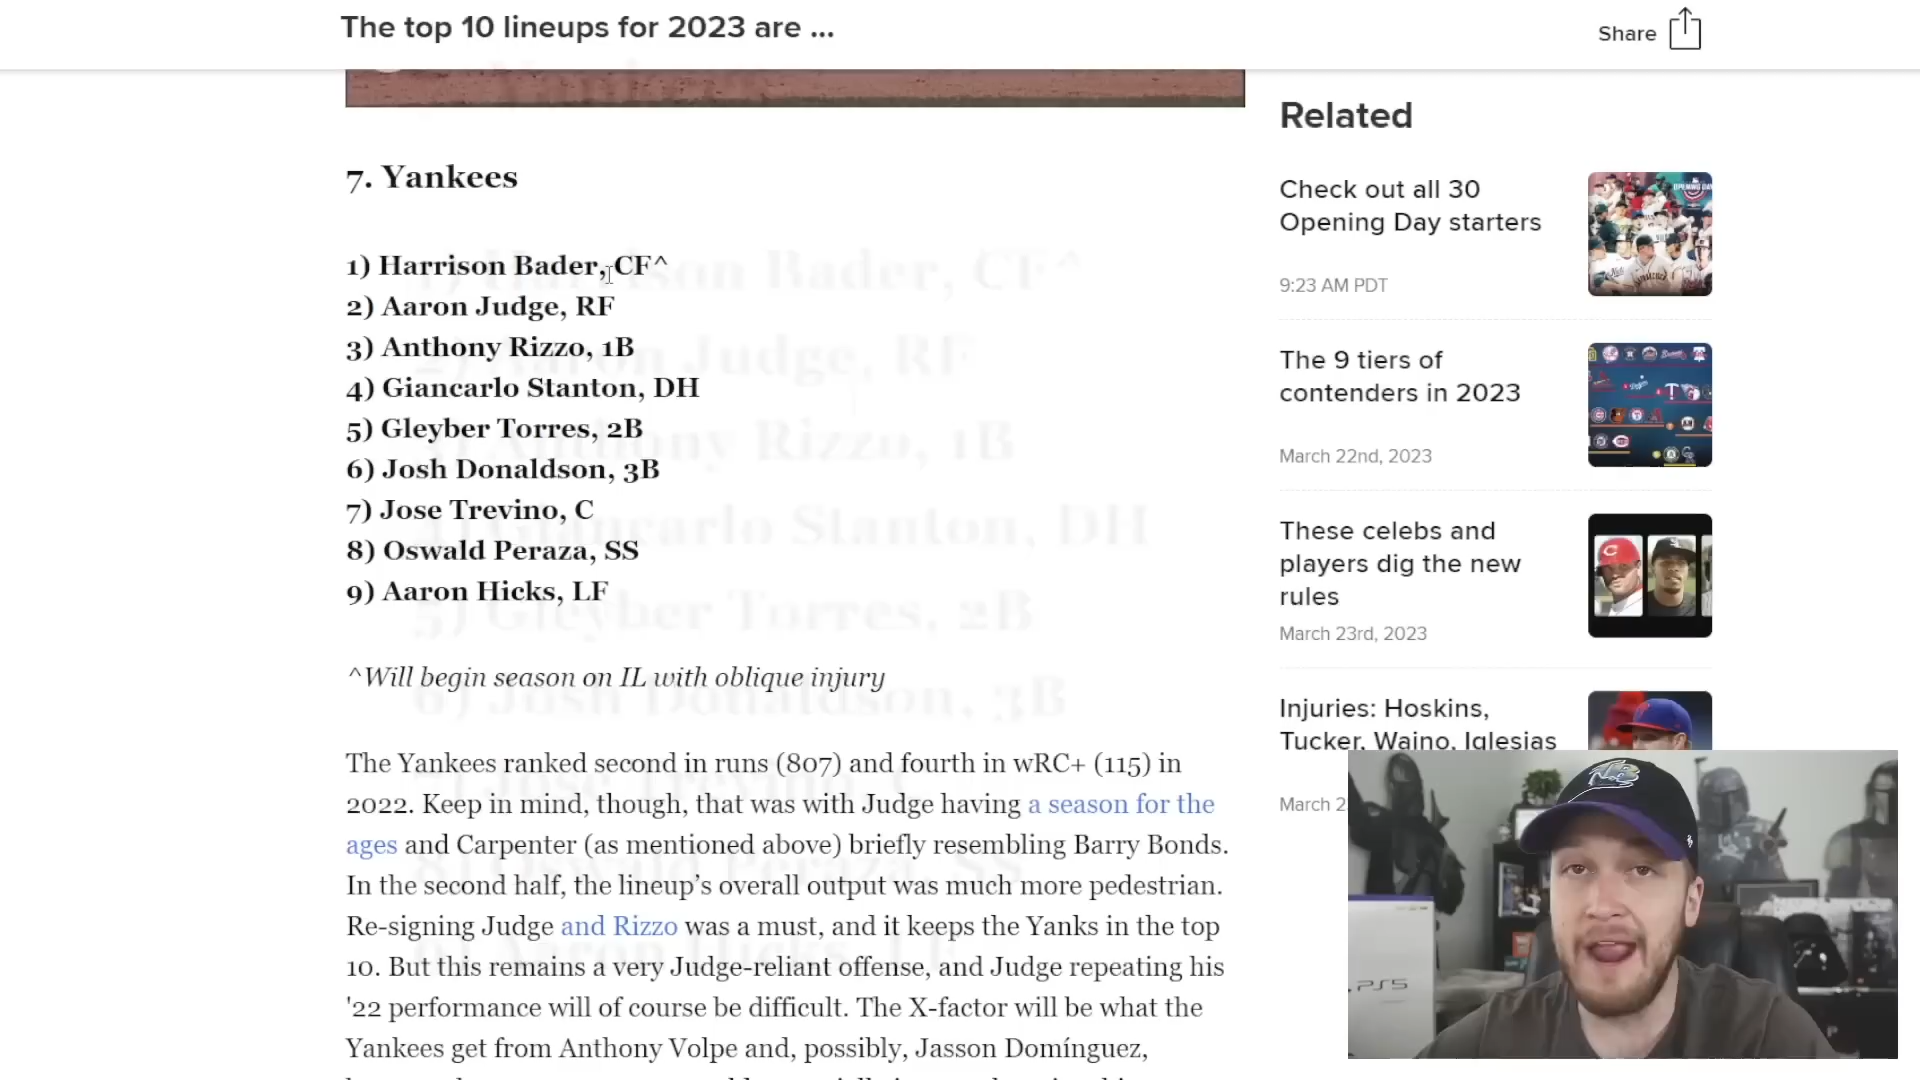 The top 10 lineups for 2023 are ...
Share
7. Yankees
1) Harrison Bader, CF^
2) Aaron Judge, RF
3) Anthony Rizzo, 1B
4) Giancarlo Stanton, DH
5) Gleyber Torres, 2B
6) Josh Donaldson, 3B
7) Jose Trevino, C
8) Oswald Peraza, SS
9) Aaron Hicks, LF
^Will begin season on IL with oblique injury
The Yankees ranked second in runs (807) and fourth in wRC+ (115) in
2022. Keep in mind, though, that was with Judge having a season for the
ages and Carpenter (as mentioned above) briefly resembling Barry Bonds.
In the second half, the lineup’s overall output was much more pedestrian.
Re-signing Judge and Rizzo was a must, and it keeps the Yanks in the top
10. But this remains a very Judge-reliant offense, and Judge repeating his
'22 performance will of course be difficult. The X-factor will be what the
Yankees get from Anthony Volpe and, possibly, Jasson Domínguez,
Related
Check out all 30
Opening Day starters
9:23 AM PDT
The 9 tiers of
contenders in 2023
March 22nd, 2023
These celebs and
players dig the new
rules
March 23rd, 2023
Injuries: Hoskins,
Tucker, Waino, Iglesias
March 2
PS5